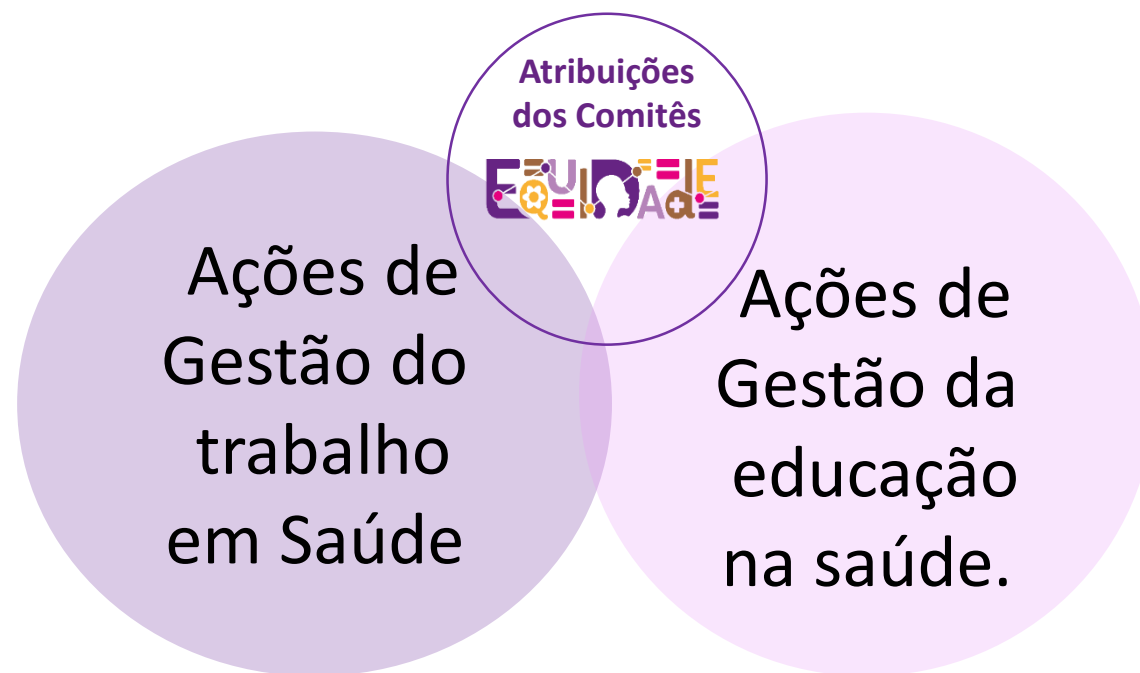 Atribuições
dos Comitês
EQUIDADE
Ações de
Gestão do
trabalho
em Saúde
Ações de
Gestão da
educação
na saúde.